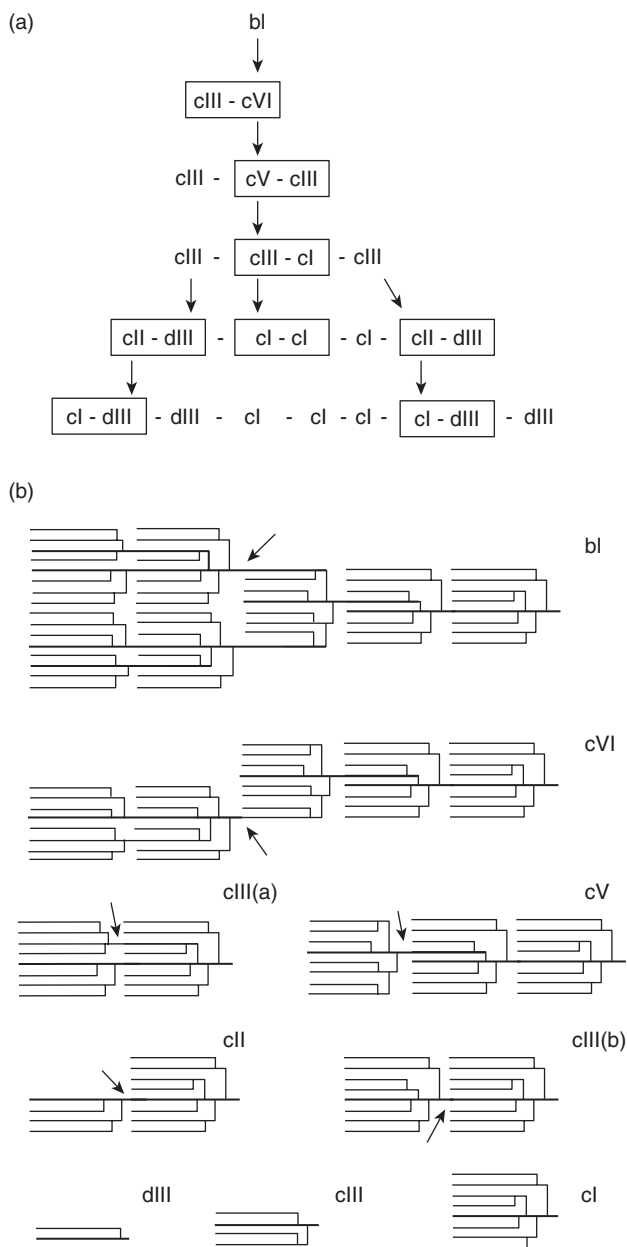 (a)
bI
cIII - cVI
cIII - cV - cIII
cIII - cIII - cI - cIII
cII - dIII - cI - cI - cI - cII - dIII
cI - dIII - dIII - cI - cI - cI - cI - dIII - dIII
(b)
bI
cVI
cIII(a) cV
cII cIII(b)
dIII cIII cI